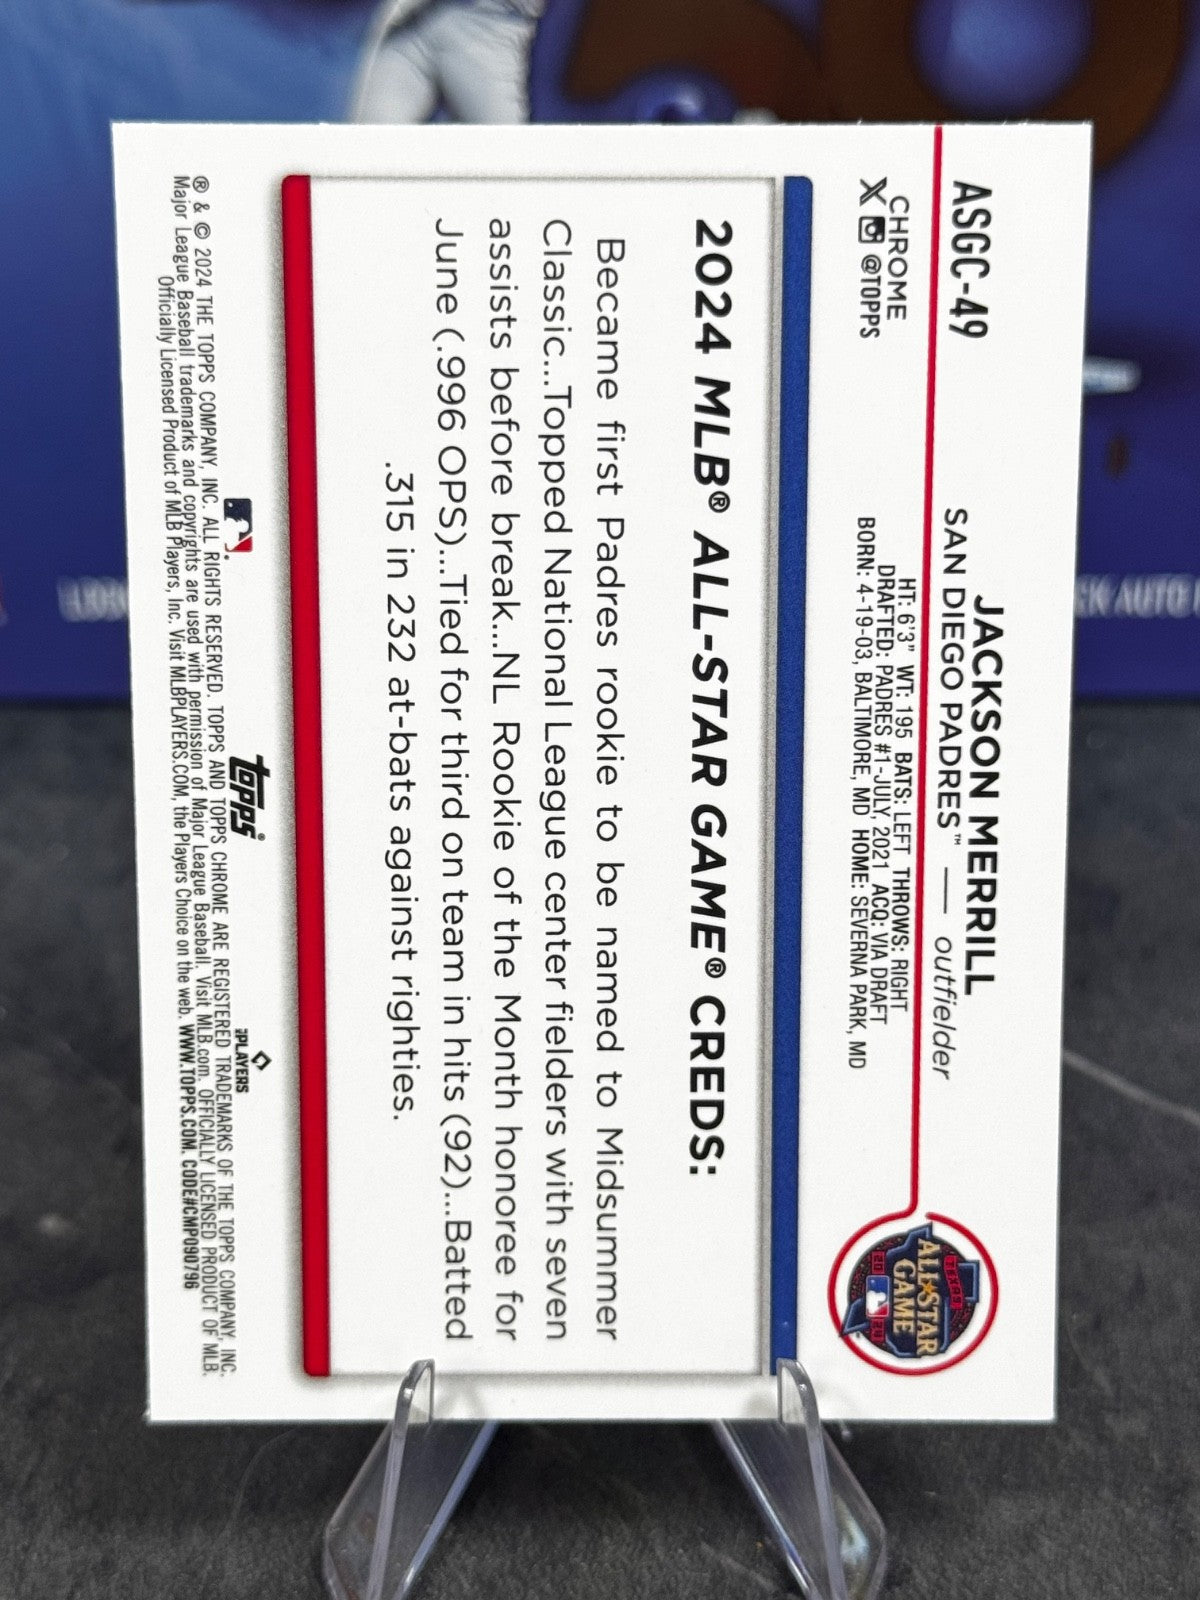 ASGC-49
JACKSON MERRILL
SAN DIEGO PADRES™ — outfielder
CHROME
@TOPPS
HT: 6'3" WT: 195 BATS: LEFT THROWS: RIGHT
DRAFTED: PADRES #1-JULY, 2021 ACQ: VIA DRAFT
BORN: 4-19-03, BALTIMORE, MD HOME: SEVERNA PARK, MD
TEXAS
ALL★STAR
GAME
20 24
2024 MLB® ALL-STAR GAME® CREDS:
Became first Padres rookie to be named to Midsummer
Classic...Topped National League center fielders with seven
assists before break...NL Rookie of the Month honoree for
June (.996 OPS)...Tied for third on team in hits (92)...Batted
.315 in 232 at-bats against righties.
topps®
PLAYERS
® & © 2024 THE TOPPS COMPANY, INC. ALL RIGHTS RESERVED. TOPPS AND TOPPS CHROME ARE REGISTERED TRADEMARKS OF THE TOPPS COMPANY, INC.
Major League Baseball trademarks and copyrights are used with permission of Major League Baseball. Visit MLB.com. OFFICIALLY LICENSED PRODUCT OF MLB.
Officially Licensed Product of MLB Players, Inc. Visit MLBPLAYERS.COM, the Players Choice on the web. WWW.TOPPS.COM. CODE#CMP090796
AUTO